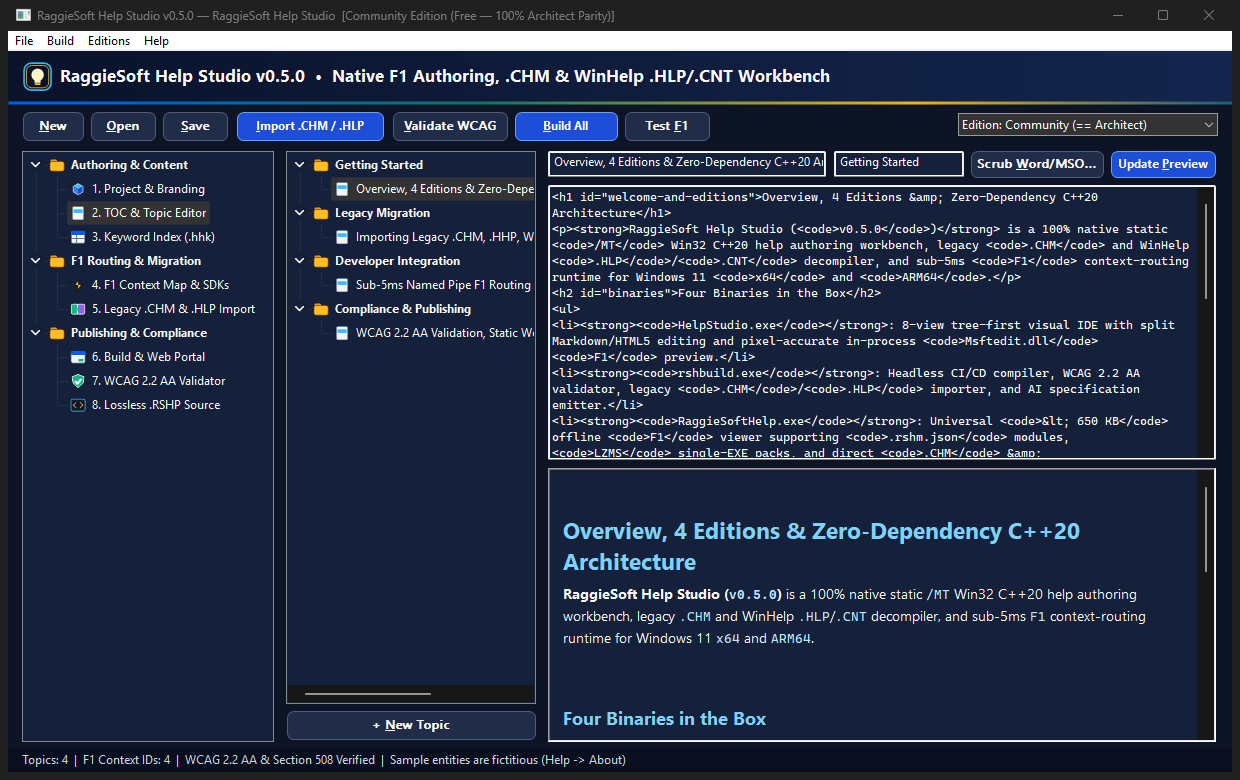 RaggieSoft Help Studio v0.5.0 — RaggieSoft Help Studio [Community Edition (Free — 100% Architect Parity)]
File Build Editions Help
RaggieSoft Help Studio v0.5.0 • Native F1 Authoring, .CHM & WinHelp .HLP/.CNT Workbench
New Open Save Import .CHM / .HLP Validate WCAG Build All Test F1 Edition: Community (== Architect)
Authoring & Content
1. Project & Branding
2. TOC & Topic Editor
3. Keyword Index (.hhk)
F1 Routing & Migration
4. F1 Context Map & SDKs
5. Legacy .CHM & .HLP Import
Publishing & Compliance
6. Build & Web Portal
7. WCAG 2.2 AA Validator
8. Lossless .RSHP Source
Getting Started
Overview, 4 Editions & Zero-Depe
Legacy Migration
Importing Legacy .CHM, .HHP, W
Developer Integration
Sub-5ms Named Pipe F1 Routing
Compliance & Publishing
WCAG 2.2 AA Validation, Static We
+ New Topic
Overview, 4 Editions & Zero-Dependency C++20 Ar
Getting Started
Scrub Word/MSO...
Update Preview
<h1 id="welcome-and-editions">Overview, 4 Editions &amp; Zero-Dependency C++20
Architecture</h1>
<p><strong>RaggieSoft Help Studio (<code>v0.5.0</code>)</strong> is a 100% native static
<code>/MT</code> Win32 C++20 help authoring workbench, legacy <code>.CHM</code> and WinHelp
<code>.HLP</code>/<code>.CNT</code> decompiler, and sub-5ms <code>F1</code> context-routing
runtime for Windows 11 <code>x64</code> and <code>ARM64</code>.</p>
<h2 id="binaries">Four Binaries in the Box</h2>
<ul>
<li><strong><code>HelpStudio.exe</code></strong>: 8-view tree-first visual IDE with split
Markdown/HTML5 editing and pixel-accurate in-process <code>Msftedit.dll</code>
<code>F1</code> preview.</li>
<li><strong><code>rshbuild.exe</code></strong>: Headless CI/CD compiler, WCAG 2.2 AA
validator, legacy <code>.CHM</code>/<code>.HLP</code> importer, and AI specification
emitter.</li>
<li><strong><code>RaggieSoftHelp.exe</code></strong>: Universal <code>&lt; 650 KB</code>
offline <code>F1</code> viewer supporting <code>.rshm.json</code> modules,
<code>LZMS</code> single-EXE packs, and direct <code>.CHM</code> &amp;
Overview, 4 Editions & Zero-Dependency C++20
Architecture
RaggieSoft Help Studio (v0.5.0) is a 100% native static /MT Win32 C++20 help authoring
workbench, legacy .CHM and WinHelp .HLP/.CNT decompiler, and sub-5ms F1 context-routing
runtime for Windows 11 x64 and ARM64.
Four Binaries in the Box
Topics: 4 | F1 Context IDs: 4 | WCAG 2.2 AA & Section 508 Verified | Sample entities are fictitious (Help -> About)